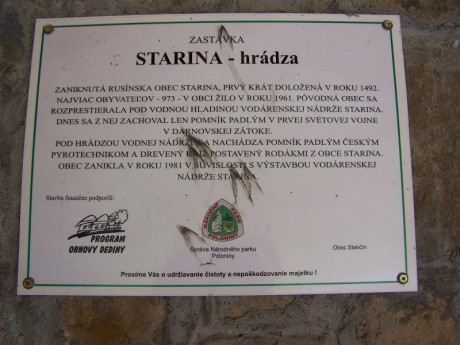 ZASTÁVKA
STARINA - hrádza
ZANIKNUTÁ RUSÍNSKA OBEC STARINA, PRVÝ KRÁT DOLOŽENÁ V ROKU 1492.
NAJVIAC OBYVATEĽOV - 973 - V OBCI ŽILO V ROKU 1961. PÔVODNÁ OBEC SA
ROZPRESTIERALA POD VODNOU HLADINOU VODÁRENSKEJ NÁDRŽE STARINA.
DNES SA Z NEJ ZACHOVAL LEN POMNÍK PADLÝM V PRVEJ SVETOVEJ VOJNE
V DARNOVSKEJ ZÁTOKE.
POD HRÁDZOU VODNEJ NÁDRŽE SA NACHÁDZA POMNÍK PADLÝM ČESKÝM
PYROTECHNIKOM A DREVENÝ KRÍŽ POSTAVENÝ RODÁKMI Z OBCE STARINA.
OBEC ZANIKLA V ROKU 1981 V SÚVISLOSTI S VÝSTAVBOU VODÁRENSKEJ
NÁDRŽE STARINA.
Stavbu finančne podporili:
NÁRODNÝ PARK
POLONINY
PROGRAM
OBNOVY DEDINY
Správa Národného parku
Poloniny
Obec Stakčín
Prosíme Vás o udržiavanie čistoty a nepoškodzovanie majetku !